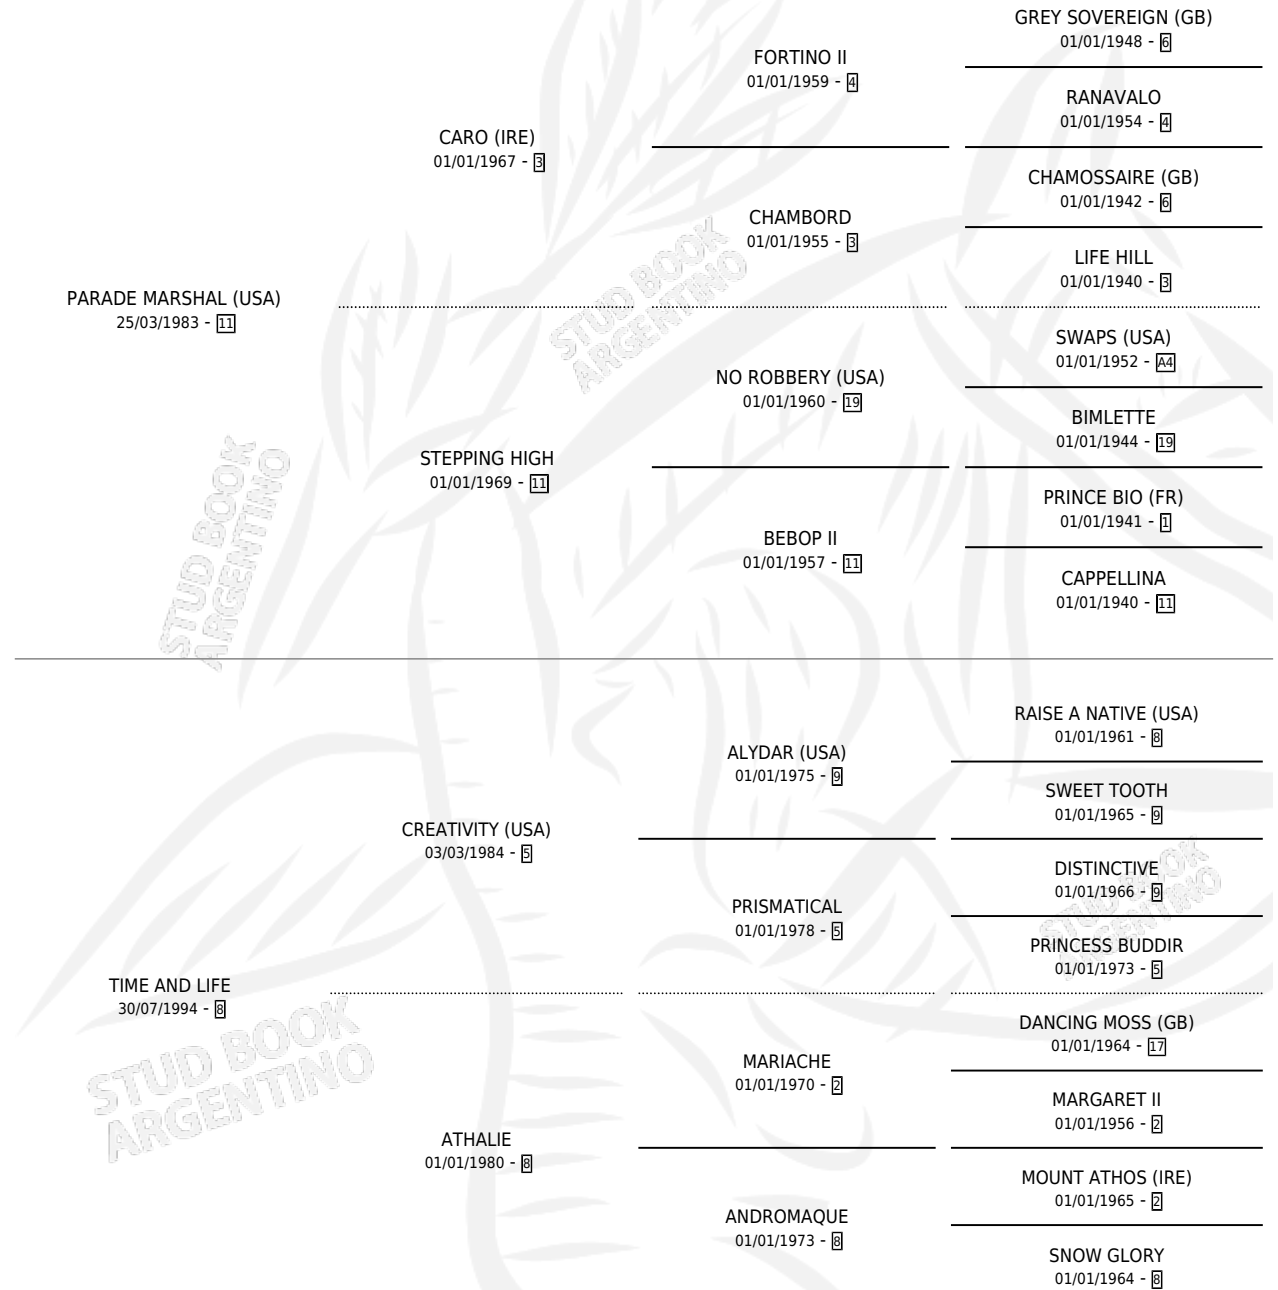 GREY SOVEREIGN (GB)
01/01/1948 - 6
FORTINO II
01/01/1959 - 4
RANAVALO
01/01/1954 - 4
CARO (IRE)
01/01/1967 - 3
CHAMOSSAIRE (GB)
01/01/1942 - 6
CHAMBORD
01/01/1955 - 3
LIFE HILL
01/01/1940 - 3
PARADE MARSHAL (USA)
25/03/1983 - 11
STUD BOOK
ARGENTINO
SWAPS (USA)
01/01/1952 - A4
NO ROBBERY (USA)
01/01/1960 - 19
BIMLETTE
01/01/1944 - 19
STEPPING HIGH
01/01/1969 - 11
PRINCE BIO (FR)
01/01/1941 - 1
BEBOP II
01/01/1957 - 11
CAPPELLINA
01/01/1940 - 11
STUD BOOK
ARGENTINO
RAISE A NATIVE (USA)
01/01/1961 - 8
ALYDAR (USA)
01/01/1975 - 9
SWEET TOOTH
01/01/1965 - 9
CREATIVITY (USA)
03/03/1984 - 5
DISTINCTIVE
01/01/1966 - 9
PRISMATICAL
01/01/1978 - 5
PRINCESS BUDDIR
01/01/1973 - 5
STUD BOOK
ARGENTINO
TIME AND LIFE
30/07/1994 - 8
DANCING MOSS (GB)
01/01/1964 - 17
MARIACHE
01/01/1970 - 2
MARGARET II
01/01/1956 - 2
STUD BOOK
ARGENTINO
ATHALIE
01/01/1980 - 8
MOUNT ATHOS (IRE)
01/01/1965 - 2
ANDROMAQUE
01/01/1973 - 8
SNOW GLORY
01/01/1964 - 8